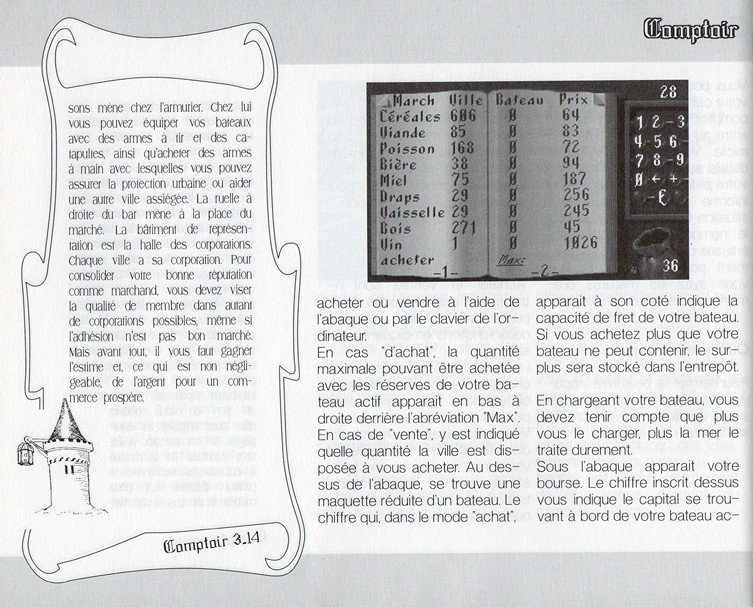 Comptoir
sons mène chez l'armurier. Chez lui
vous pouvez équiper vos bateaux
avec des armes à tir et des ca-
tapultes, ainsi qu'acheter des armes
à main avec lesquelles vous pouvez
assurer la protection urbaine ou aider
une autre ville assiégée. La ruelle à
droite du bar mène à la place du
marché. La bâtiment de représen-
tation est la halle des corporations.
Chaque ville a sa corporation. Pour
consolider votre bonne réputation
comme marchand, vous devez viser
la qualité de membre dans autant
de corporations possibles, même si
l'adhésion n'est pas bon marché.
Mais avant tout, il vous faut gagner
l'estime et, ce qui est non négli-
geable, de l'argent pour un com-
merce prospère.
Comptoir 3.14
March Ville Bateau Prix
Céréales 606 0 64
Viande 85 0 83
Poisson 168 0 72
Bière 38 0 94
Miel 75 0 187
Draps 29 0 256
Vaisselle 29 0 245
Bois 271 0 45
Vin 1 0 1026
acheter Max:
-1- -2-
28
1 2 3
4 5 6
7 8 9
0 ← +
- €
36
acheter ou vendre à l'aide de
l'abaque ou par le clavier de l'or-
dinateur.
En cas "d'achat", la quantité
maximale pouvant être achetée
avec les réserves de votre ba-
teau actif apparait en bas à
droite derrière l'abréviation "Max".
En cas de "vente", y est indiqué
quelle quantité la ville est dis-
posée à vous acheter. Au des-
sus de l'abaque, se trouve une
maquette réduite d'un bateau. Le
chiffre qui, dans le mode "achat",
apparait à son coté indique la
capacité de fret de votre bateau.
Si vous achetez plus que votre
bateau ne peut contenir, le sur-
plus sera stocké dans l'entrepôt.
En chargeant votre bateau, vous
devez tenir compte que plus
vous le charger, plus la mer le
traite durement.
Sous l'abaque apparait votre
bourse. Le chiffre inscrit dessus
vous indique le capital se trou-
vant à bord de votre bateau ac-